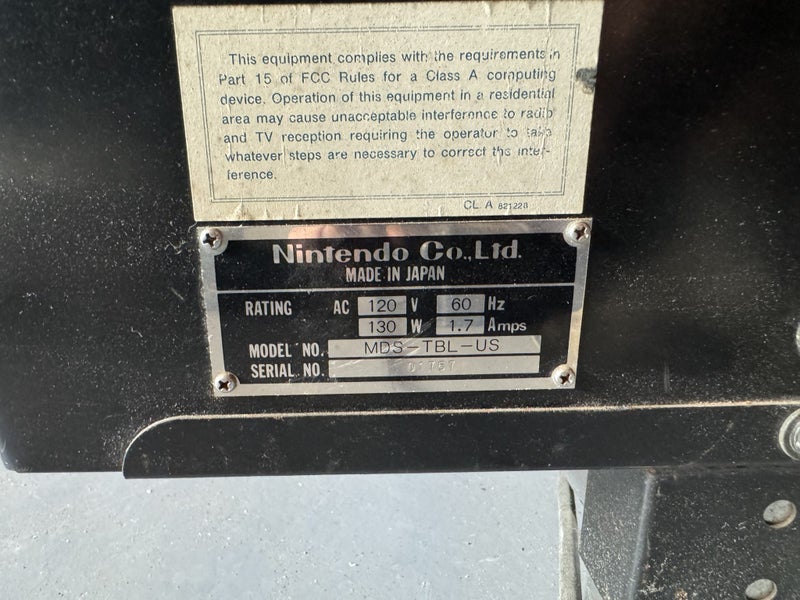 This equipment complies with the requirements in
Part 15 of FCC Rules for a Class A computing
device. Operation of this equipment in a residential
area may cause unacceptable interference to radio
and TV reception requiring the operator to take
whatever steps are necessary to correct the inter-
ference.
CL A 821228
Nintendo Co.,Ltd.
MADE IN JAPAN
RATING AC 120 V 60 Hz
130 W 1.7 Amps
MODEL NO. MDS-TBL-US
SERIAL NO.